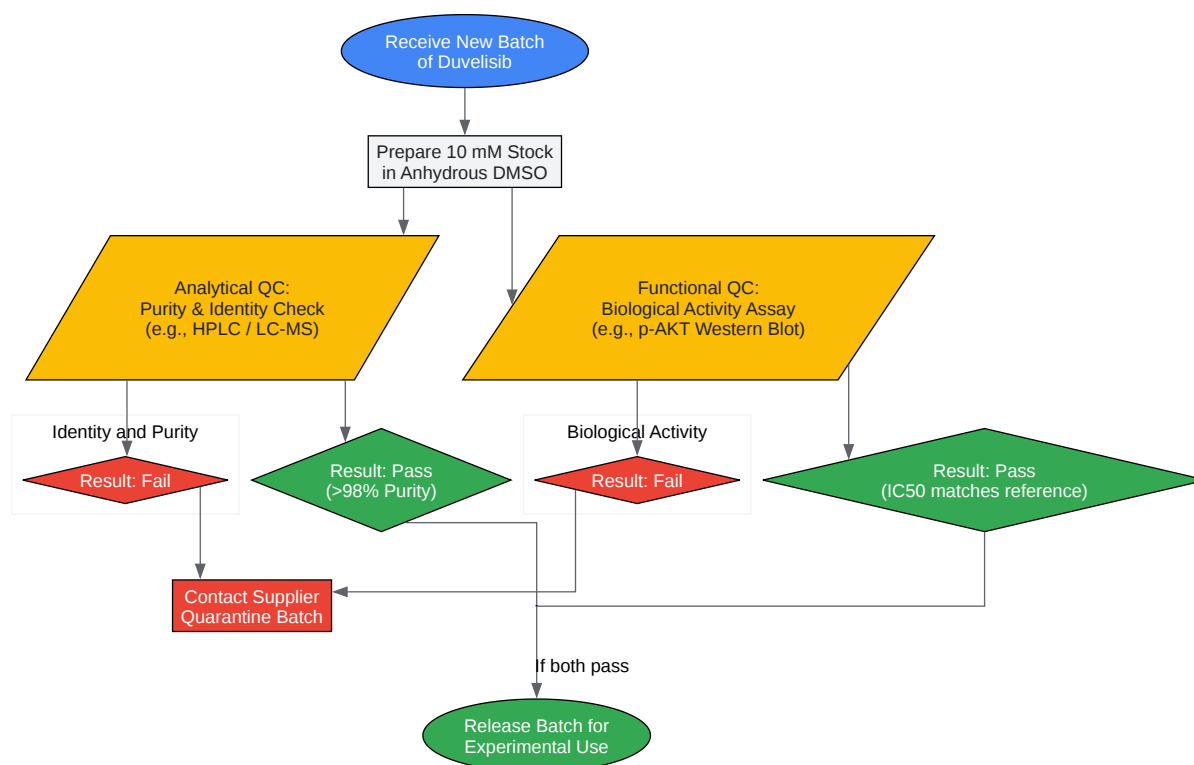 Receive New Batch
of Duvelisib
Prepare 10 mM Stock
in Anhydrous DMSO
Analytical QC:
Purity & Identity Check
(e.g., HPLC / LC-MS)
Functional QC:
Biological Activity Assay
(e.g., p-AKT Western Blot)
Identity and Purity
Biological Activity
Result: Fail
Result: Pass
(>98% Purity)
Result: Fail
Result: Pass
(IC50 matches reference)
Contact Supplier
Quarantine Batch
If both pass
Release Batch for
Experimental Use